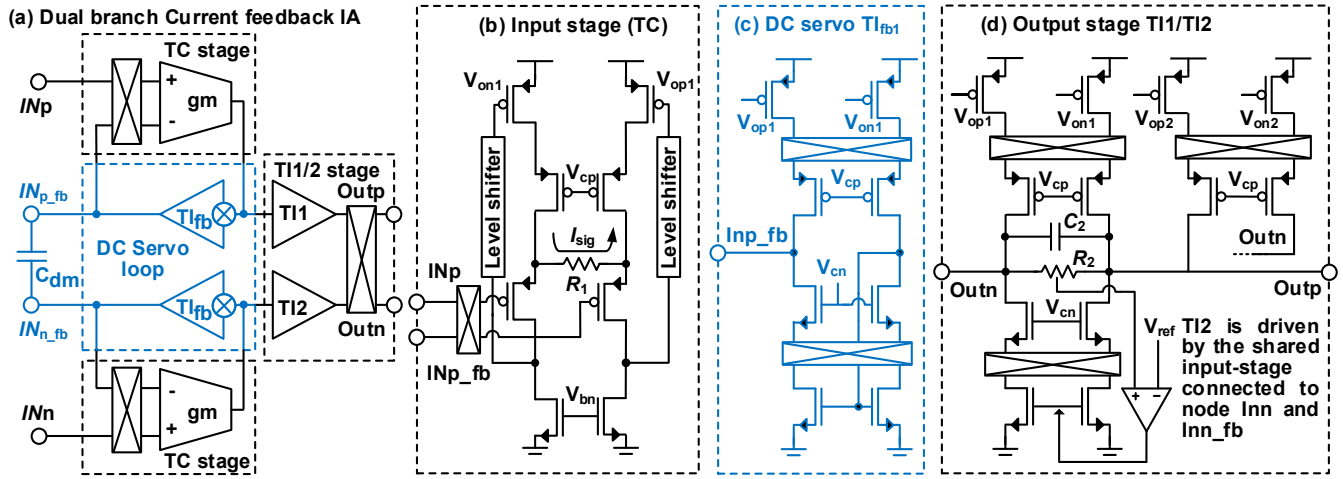 (a) Dual branch Current feedback IA
TC stage
INp
+
-
gm
INp_fb
TIfb
TI1/2 stage
Outp
TI1
DC Servo
loop
Cdm
INn_fb
TIfb
TI2
Outn
-
+
gm
INn
TC stage
(b) Input stage (TC)
Von1
Vop1
Level shifter
Level shifter
Vcp
Isig
R1
INp
INp_fb
Vbn
(c) DC servo TIfb1
Vop1
Von1
Vcp
Inp_fb
Vcn
(d) Output stage TI1/TI2
Vop1
Von1
Vop2
Von2
Vcp
Vcp
C2
Outn
R2
Outn
Outp
Vcn
Vref
+ -
TI2 is driven
by the shared
input-stage
connected to
node Inn and
Inn_fb